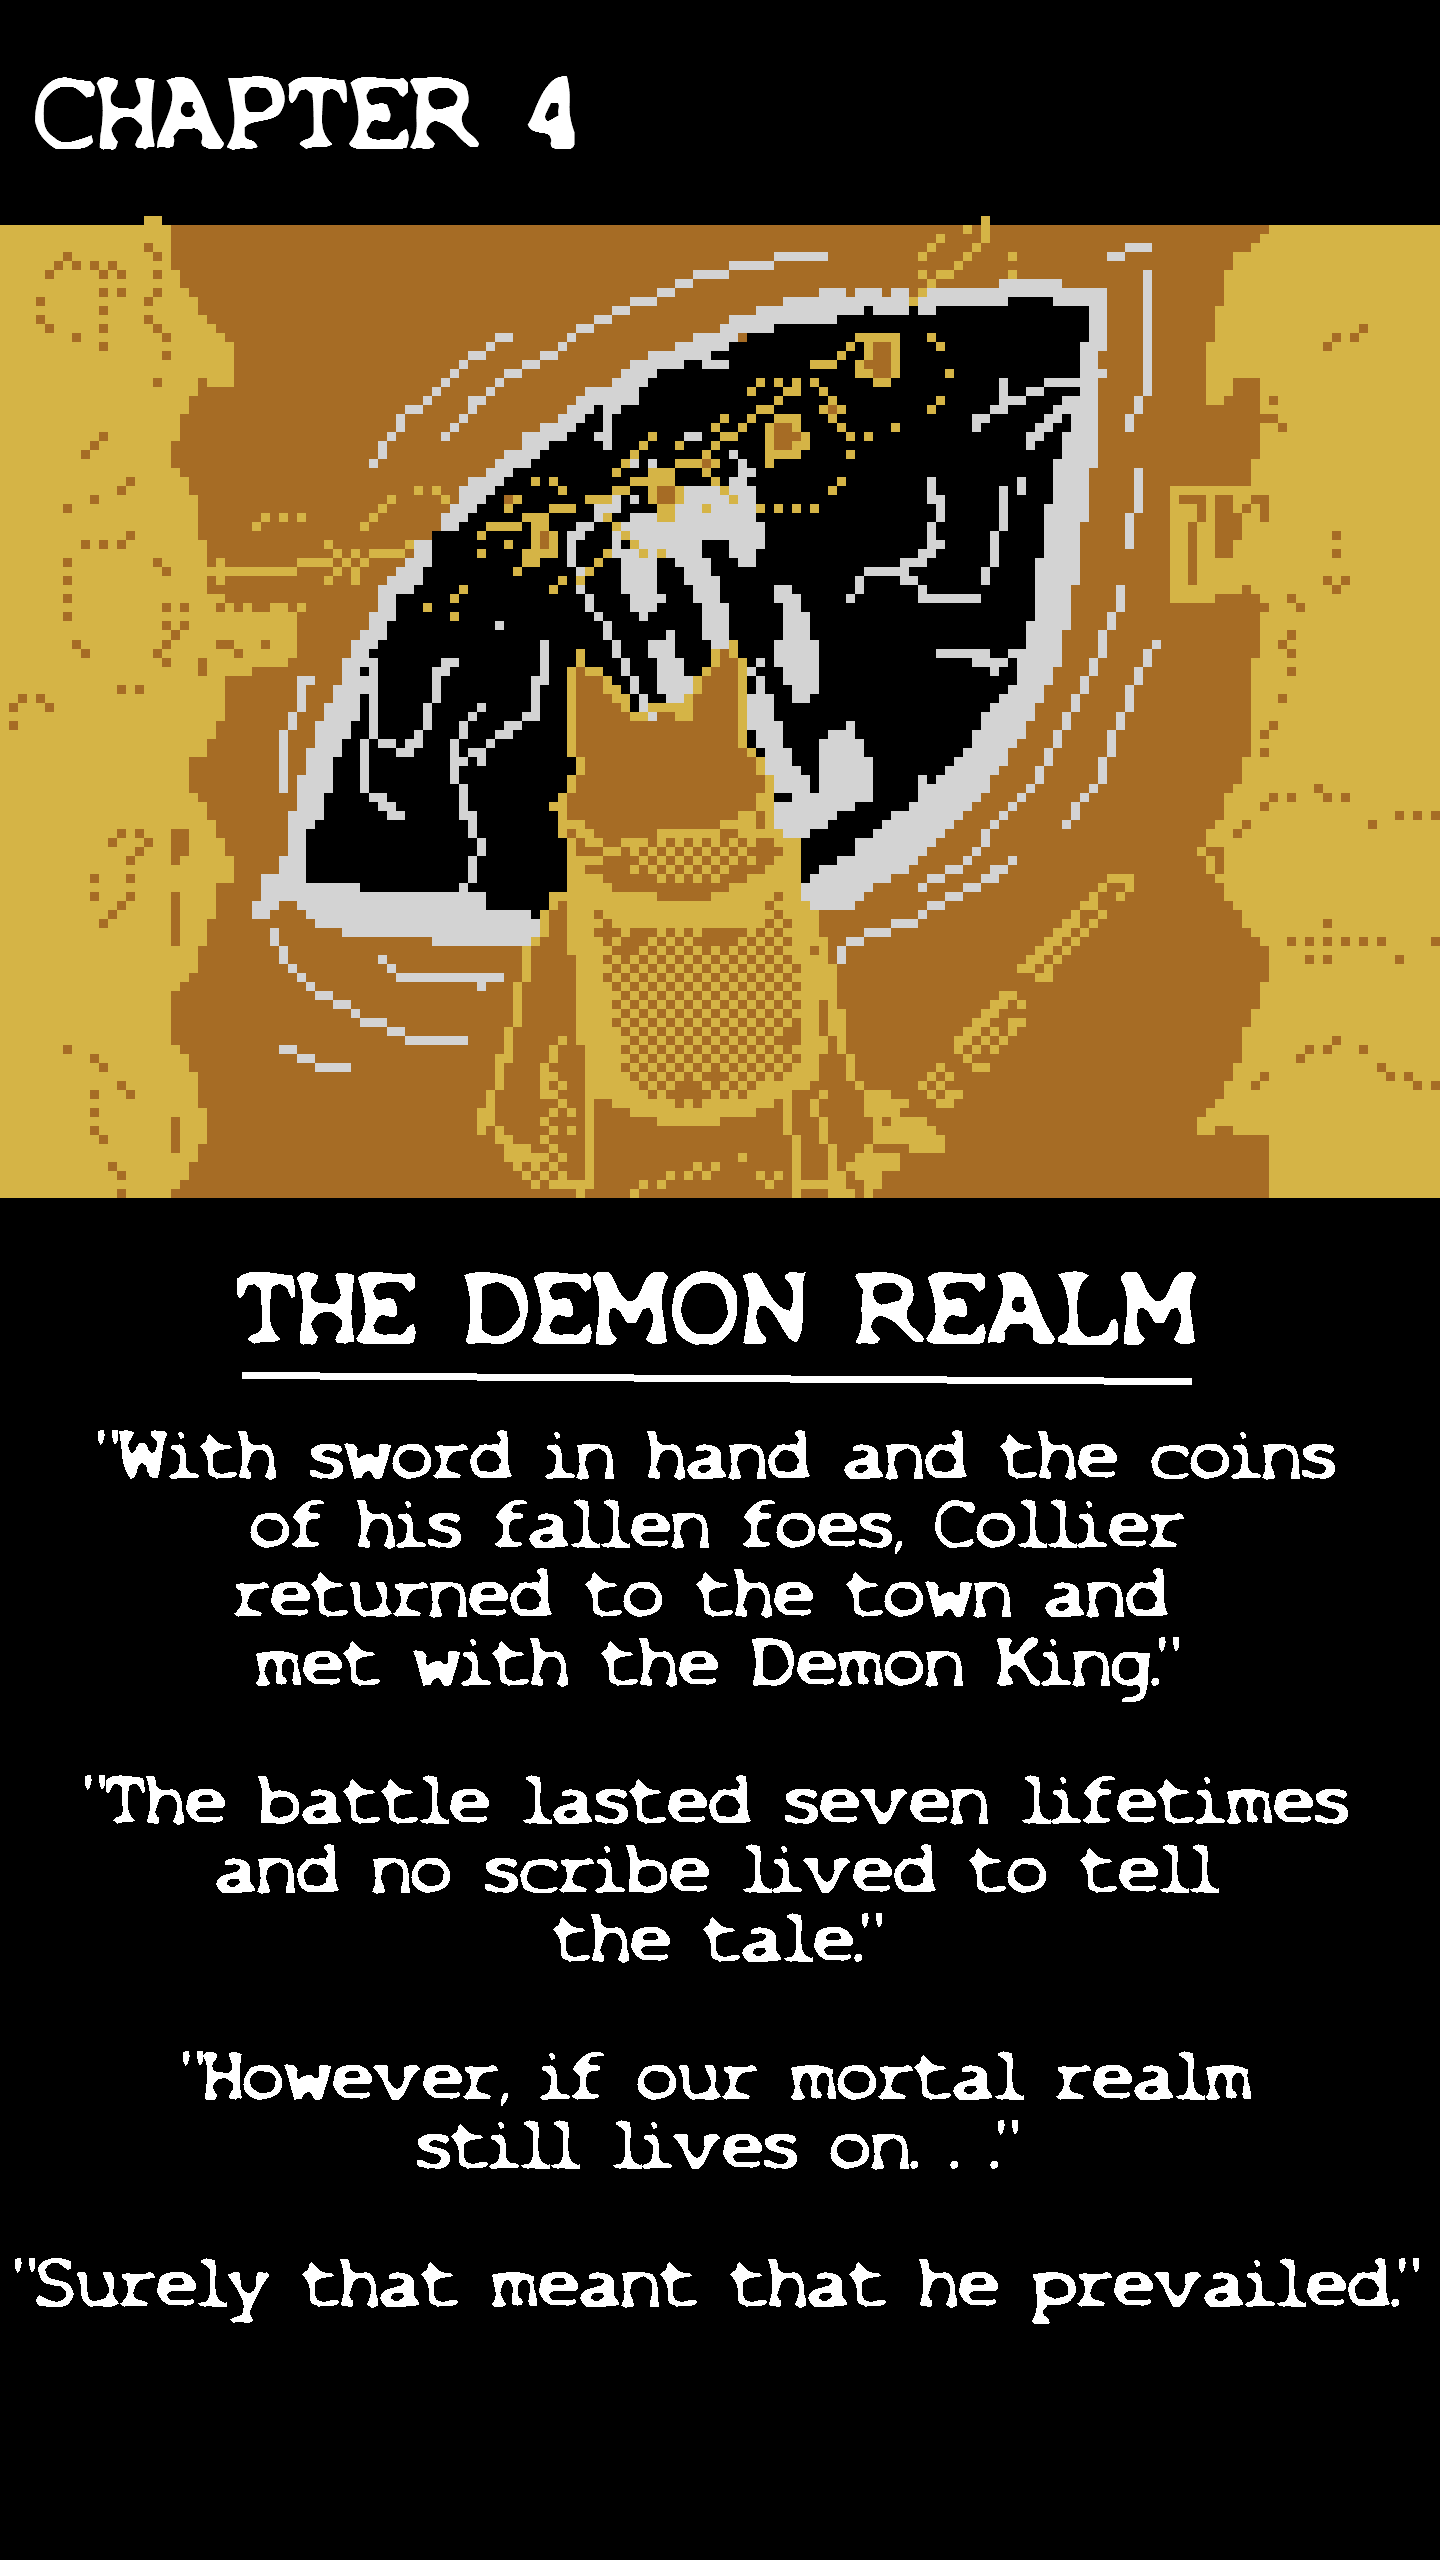 CHAPTER 4
THE DEMON REALM
"With sword in hand and the coins
of his fallen foes, Collier
returned to the town and
met with the Demon King."
"The battle lasted seven lifetimes
and no scribe lived to tell
the tale."
"However, if our mortal realm
still lives on. . ."
"Surely that meant that he prevailed."